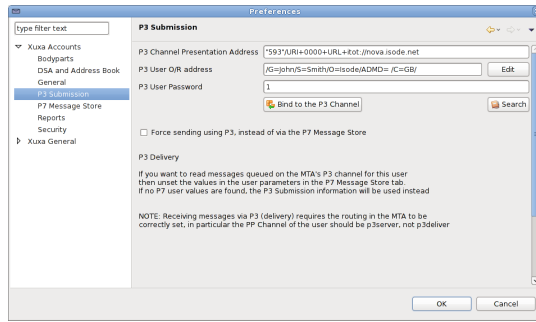 Preferences
type filter text
Xuxa Accounts
Bodyparts
DSA and Address Book
General
P3 Submission
P7 Message Store
Reports
Security
Xuxa General
P3 Submission
P3 Channel Presentation Address "593"/URI+0000+URL+itot://nova.isode.net
P3 User O/R address /G=John/S=Smith/O=Isode/ADMD= /C=GB/ Edit
P3 User Password 1
Bind to the P3 Channel Search
Force sending using P3, instead of via the P7 Message Store
P3 Delivery
If you want to read messages queued on the MTA's P3 channel for this user
then unset the values in the user parameters in the P7 Message Store tab.
If no P7 user values are found, the P3 Submission information will be used instead
NOTE: Receiving messages via P3 (delivery) requires the routing in the MTA to be
correctly set, in particular the PP Channel of the user should be p3server, not p3deliver
OK Cancel